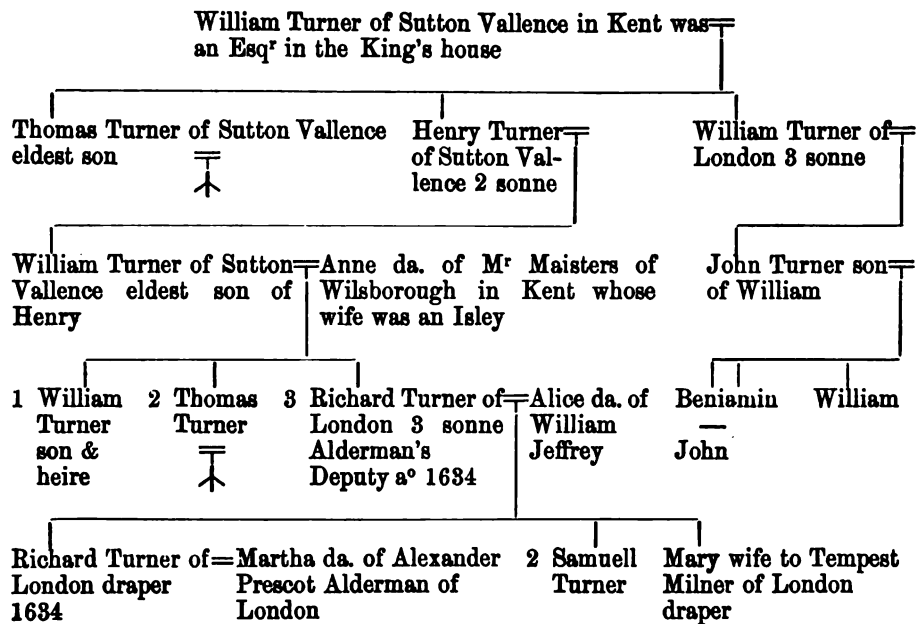 William Turner of Sutton Vallence in Kent was
an Esqʳ in the King's house
Thomas Turner of Sutton Vallence
eldest son
Henry Turner
of Sutton Val-
lence 2 sonne
William Turner of
London 3 sonne
William Turner of Sutton
Vallence eldest son of
Henry
Anne da. of Mʳ Maisters of
Wilsborough in Kent whose
wife was an Isley
John Turner son
of William
1 William
Turner
son &
heire
2 Thomas
Turner
3 Richard Turner of
London 3 sonne
Alderman's
Deputy aº 1634
Alice da. of
William
Jeffrey
Beniamin
John
William
Richard Turner of
London draper
1634
Martha da. of Alexander
Prescot Alderman of
London
2 Samuell
Turner
Mary wife to Tempest
Milner of London
draper